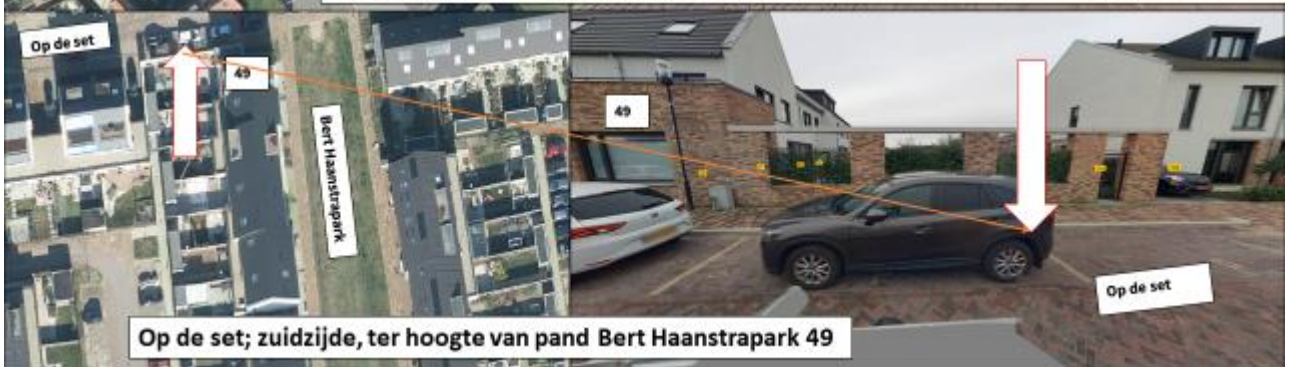 Op de set
49
Bert Haanstrapark
49
Op de set
Op de set; zuidzijde, ter hoogte van pand Bert Haanstrapark 49